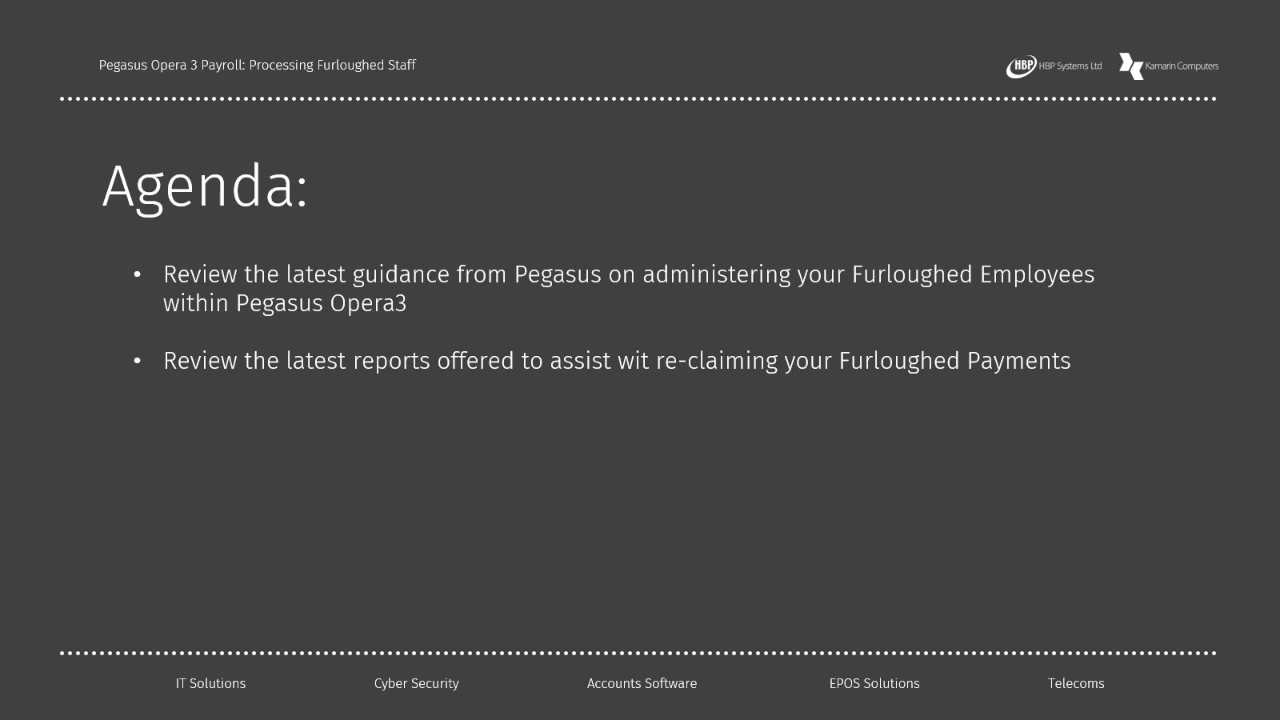 Pegasus Opera 3 Payroll: Processing Furloughed Staff
HBP HBP Systems Ltd
Kamarin Computers
Agenda:
• Review the latest guidance from Pegasus on administering your Furloughed Employees
within Pegasus Opera3
• Review the latest reports offered to assist wit re-claiming your Furloughed Payments
IT Solutions
Cyber Security
Accounts Software
EPOS Solutions
Telecoms